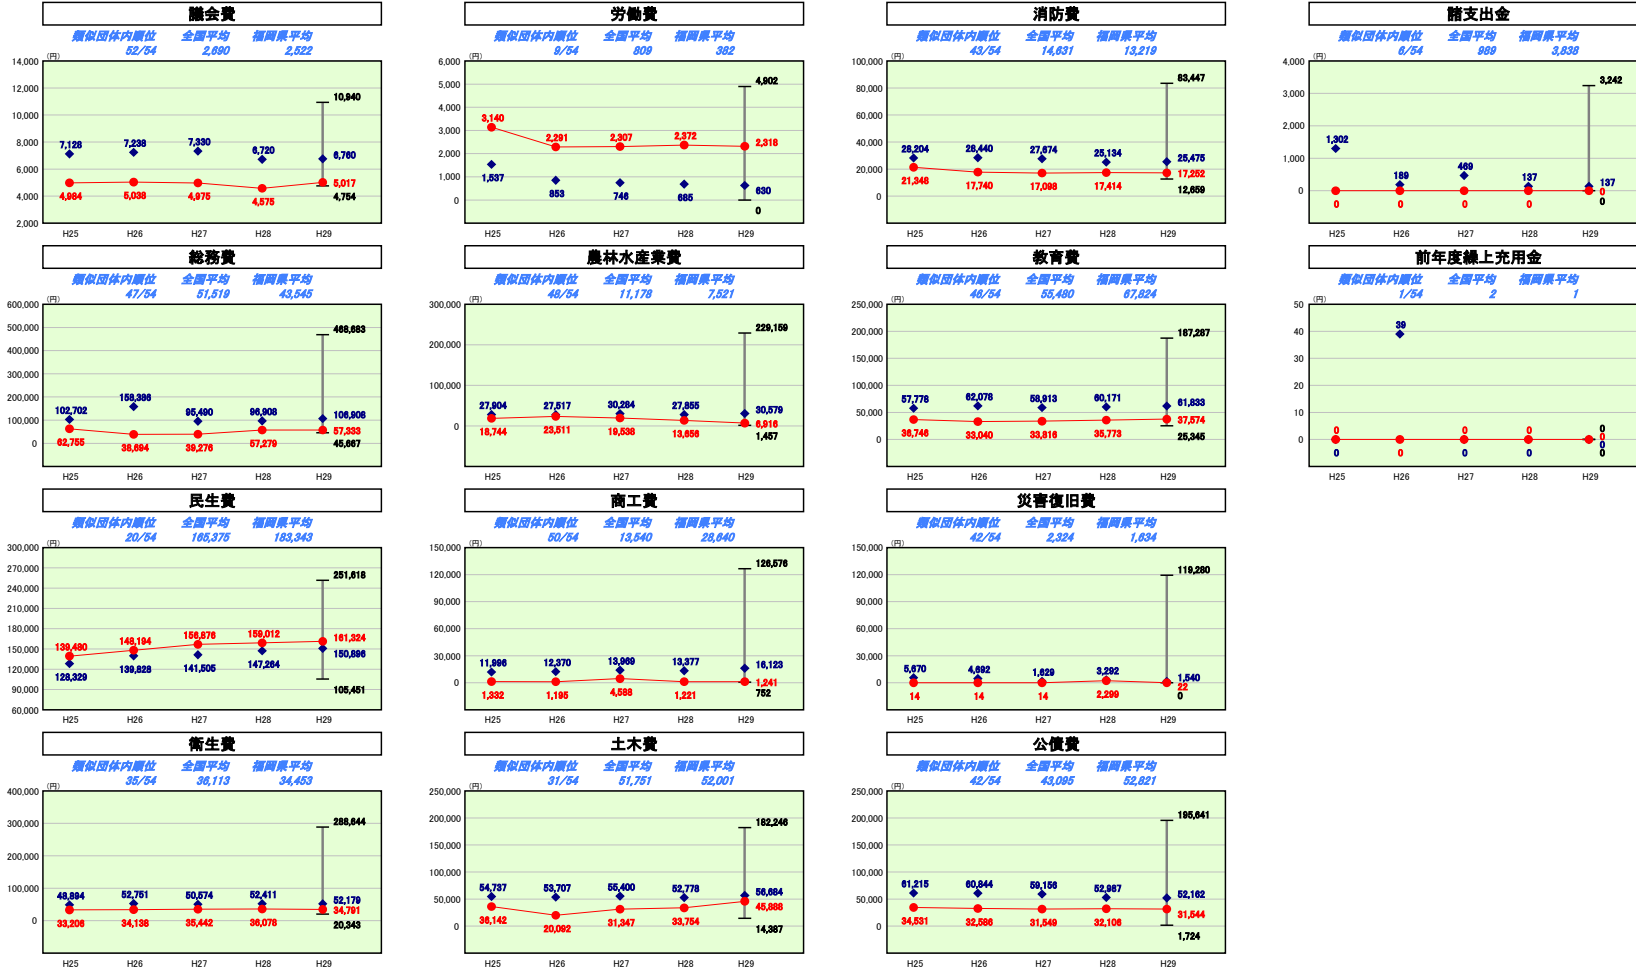 議会費
類似団体内順位 全国平均 福岡県平均
52/54 2,690 2,522
(円)
14,000
12,000
10,000
8,000
6,000
4,000
2,000
10,940
7,128 7,238 7,330 6,720 6,760
4,984 5,038 4,975 4,575 5,017
4,754
H25 H26 H27 H28 H29
労働費
類似団体内順位 全国平均 福岡県平均
9/54 809 382
(円)
6,000
5,000
4,000
3,000
2,000
1,000
0
4,902
3,140 2,291 2,307 2,372 2,318
1,537 853 746 685 630
0
H25 H26 H27 H28 H29
消防費
類似団体内順位 全国平均 福岡県平均
43/54 14,631 13,219
(円)
100,000
80,000
60,000
40,000
20,000
0
83,447
28,204 28,440 27,674 25,134 25,475
21,346 17,740 17,098 17,414 17,252
12,659
H25 H26 H27 H28 H29
諸支出金
類似団体内順位 全国平均 福岡県平均
6/54 989 3,838
(円)
4,000
3,000
2,000
1,000
0
3,242
1,302 189 469 137 137
0 0 0 0 0
0
H25 H26 H27 H28 H29
総務費
類似団体内順位 全国平均 福岡県平均
47/54 51,519 43,545
(円)
600,000
500,000
400,000
300,000
200,000
100,000
0
468,683
102,702 158,386 95,490 96,908 106,908
62,755 38,694 39,276 57,279 57,333
45,667
H25 H26 H27 H28 H29
農林水産業費
類似団体内順位 全国平均 福岡県平均
48/54 11,178 7,521
(円)
300,000
200,000
100,000
0
229,159
27,904 27,517 30,284 27,855 30,579
18,744 23,511 19,538 13,656 6,916
1,457
H25 H26 H27 H28 H29
教育費
類似団体内順位 全国平均 福岡県平均
46/54 55,480 67,824
(円)
250,000
200,000
150,000
100,000
50,000
0
187,287
57,778 62,078 58,913 60,171 61,833
36,746 33,040 33,816 35,773 37,574
25,345
H25 H26 H27 H28 H29
前年度繰上充用金
類似団体内順位 全国平均 福岡県平均
1/54 2 1
(円)
50
40
30
20
10
0
39
0 0 0 0
0
0 0 0 0 0
0
H25 H26 H27 H28 H29
民生費
類似団体内順位 全国平均 福岡県平均
20/54 165,375 183,343
(円)
300,000
270,000
240,000
210,000
180,000
150,000
120,000
90,000
60,000
251,618
139,480 148,194 156,876 159,012 161,324
128,329 139,828 141,505 147,264 150,896
105,451
H25 H26 H27 H28 H29
商工費
類似団体内順位 全国平均 福岡県平均
50/54 13,540 28,640
(円)
150,000
120,000
90,000
60,000
30,000
0
126,576
11,996 12,370 13,969 13,377 16,123
1,332 1,195 4,588 1,221 1,241
752
H25 H26 H27 H28 H29
災害復旧費
類似団体内順位 全国平均 福岡県平均
42/54 2,324 1,634
(円)
150,000
120,000
90,000
60,000
30,000
0
119,280
5,670 4,692 1,629 3,292 1,540
14 14 14 2,299 22
0
H25 H26 H27 H28 H29
衛生費
類似団体内順位 全国平均 福岡県平均
35/54 36,113 34,453
(円)
400,000
300,000
200,000
100,000
0
288,644
48,894 52,751 50,574 52,411 52,179
33,206 34,138 35,442 36,078 34,791
20,343
H25 H26 H27 H28 H29
土木費
類似団体内順位 全国平均 福岡県平均
31/54 51,751 52,001
(円)
250,000
200,000
150,000
100,000
50,000
0
182,246
54,737 53,707 55,400 52,778 56,684
36,142 20,092 31,347 33,754 45,888
14,387
H25 H26 H27 H28 H29
公債費
類似団体内順位 全国平均 福岡県平均
42/54 43,095 52,821
(円)
250,000
200,000
150,000
100,000
50,000
0
195,641
61,215 60,844 59,156 52,987 52,162
34,531 32,586 31,549 32,106 31,544
1,724
H25 H26 H27 H28 H29